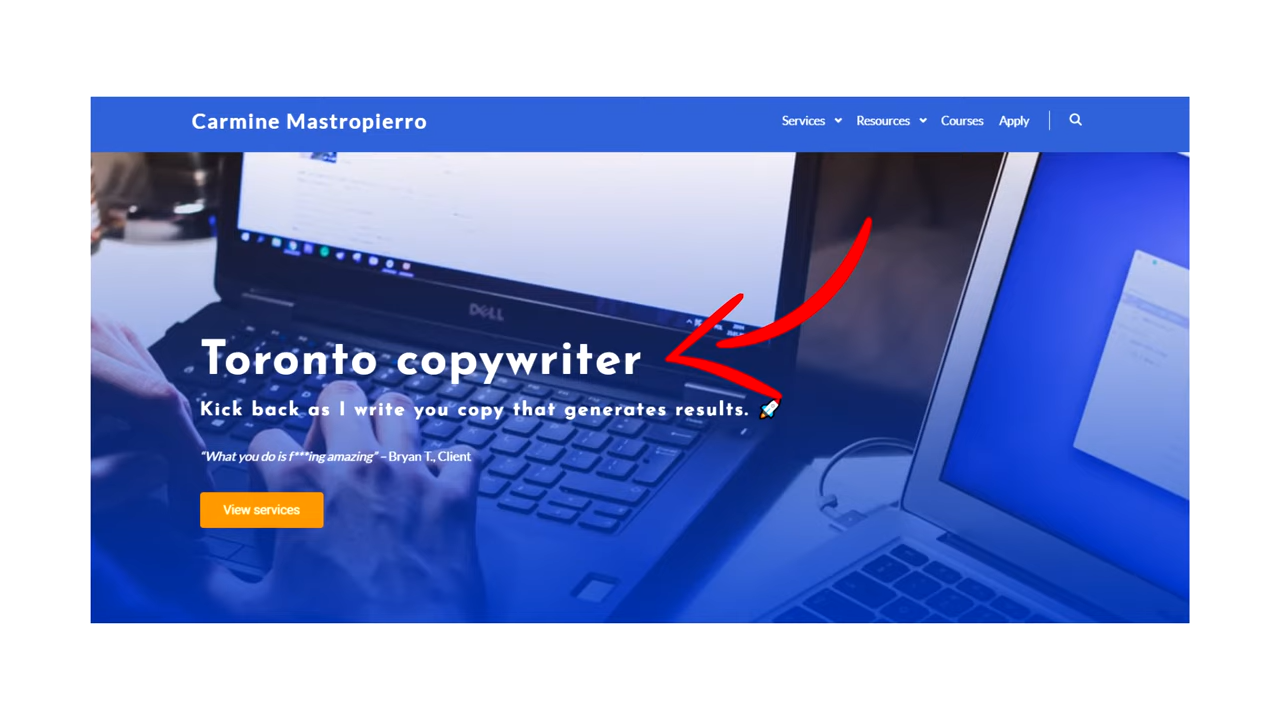 Carmine Mastropierro
Services Resources Courses Apply
DELL
Toronto copywriter
Kick back as I write you copy that generates results. 🚀
“What you do is f***ing amazing” – Bryan T., Client
View services